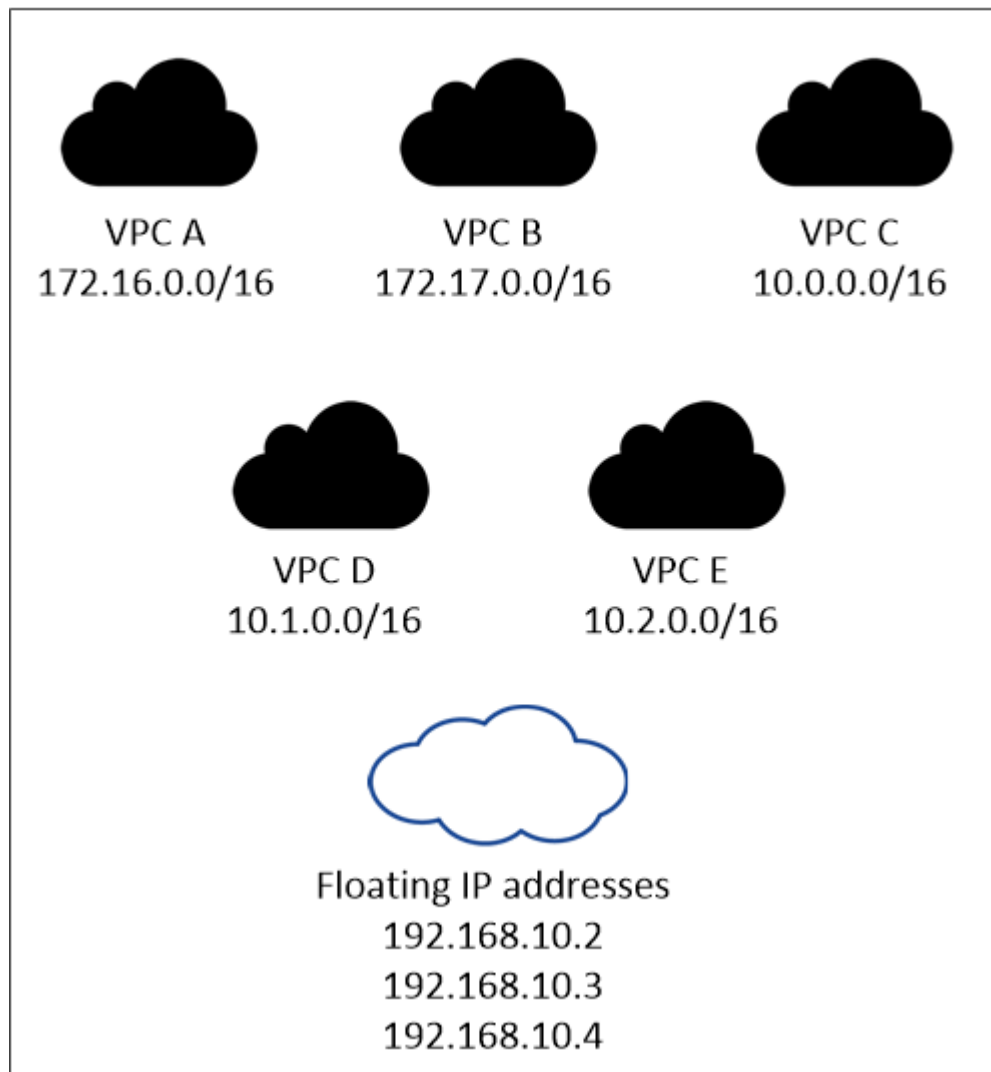 VPC A
172.16.0.0/16
VPC B
172.17.0.0/16
VPC C
10.0.0.0/16
VPC D
10.1.0.0/16
VPC E
10.2.0.0/16
Floating IP addresses
192.168.10.2
192.168.10.3
192.168.10.4